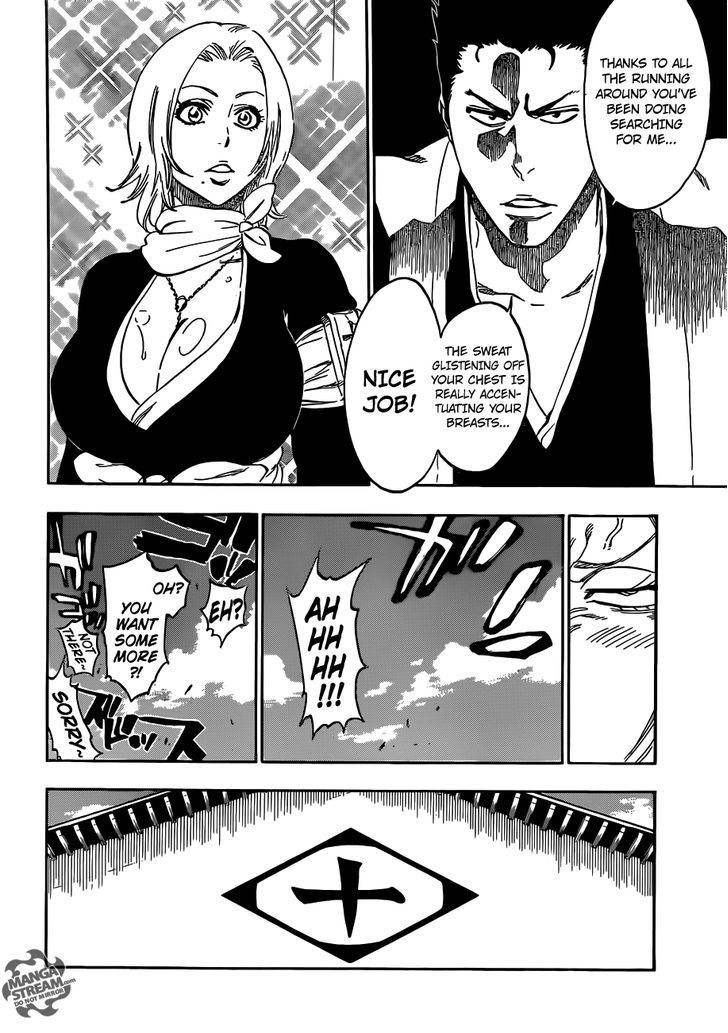 THANKS TO ALL
THE RUNNING
AROUND YOU'VE
BEEN DOING
SEARCHING
FOR ME...
THE SWEAT
GLISTENING OFF
YOUR CHEST IS
REALLY ACCEN-
TUATING YOUR
BREASTS...
NICE
JOB!
AH
HH
HH
!!!
EH?
OH?
YOU
WANT
SOME
MORE
?!
NOT
THERE~
SORRY~
十
MANGA
STREAM.com
DO NOT MIRROR!